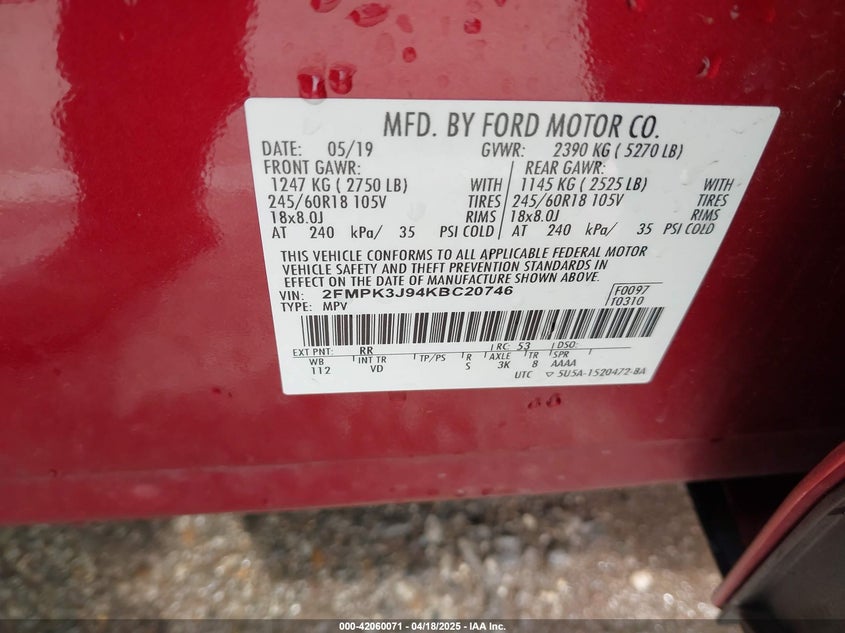 MFD. BY FORD MOTOR CO.
DATE: 05/19 GVWR: 2390 KG ( 5270 LB)
FRONT GAWR: REAR GAWR:
1247 KG ( 2750 LB) WITH 1145 KG ( 2525 LB) WITH
245/60R18 105V TIRES 245/60R18 105V TIRES
18x8.0J RIMS 18x8.0J RIMS
AT 240 kPa/ 35 PSI COLD AT 240 kPa/ 35 PSI COLD
THIS VEHICLE CONFORMS TO ALL APPLICABLE FEDERAL MOTOR
VEHICLE SAFETY AND THEFT PREVENTION STANDARDS IN
EFFECT ON THE DATE OF MANUFACTURE SHOWN ABOVE.
VIN: 2FMPK3J94KBC20746 F0097
TYPE: MPV T0310
EXT PNT: RR RC: 53 DSO:
WB INT TR TP/PS R AXLE TR SPR
112 VD S 3K 8 AAAA
UTC ▽ 5U5A-1520472-BA
000-42060071 | 04/18/2025 - IAA Inc.